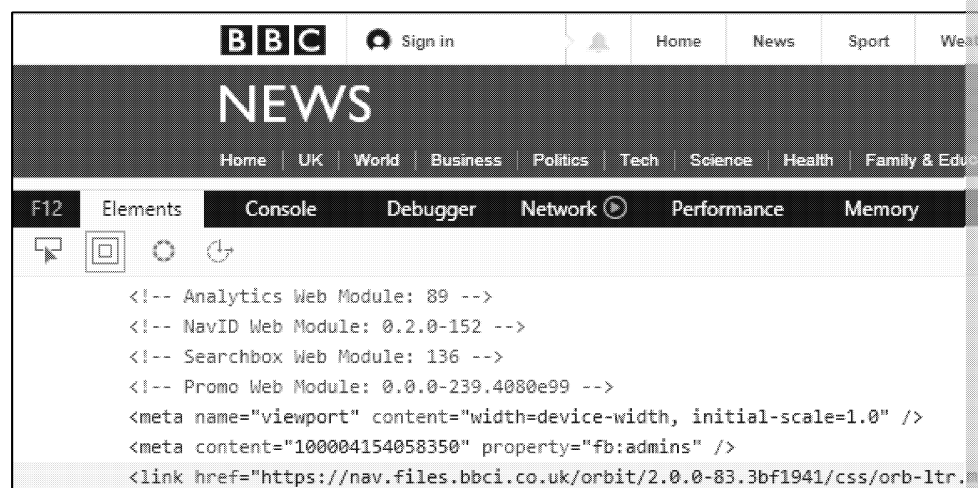 BBC Sign in Home News Sport
NEWS
Home UK World Business Politics Tech Science Health Family &
F12 Elements Console Debugger Network Performance Memory
<!-- Analytics Web Module: 89 -->
<!-- NavID Web Module: 0.2.0-152 -->
<!-- Searchbox Web Module: 136 -->
<!-- Promo Web Module: 0.0.0-239.4080e99 -->
<meta name="viewport" content="width=device-width, initial-scale=1.0" />
<meta content="100004154058350" property="fb:admins" />
<link href="https://nav.files.bbci.co.uk/orbit/2.0.0-83.3bf1941/css/orb-ltr.